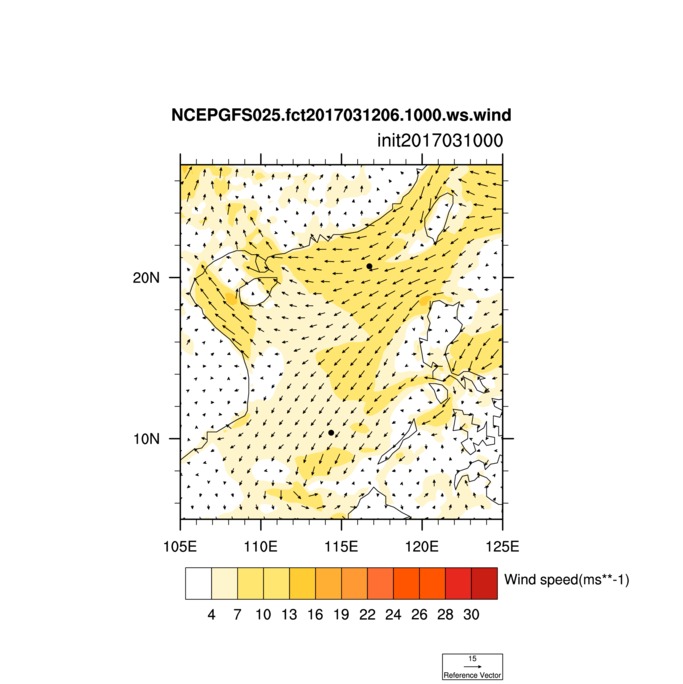 NCEPGFS025.fct2017031206.1000.ws.wind
init2017031000
20N
10N
105E 110E 115E 120E 125E
Wind speed(ms**-1)
4 7 10 13 16 19 22 24 26 28 30
15
Reference Vector